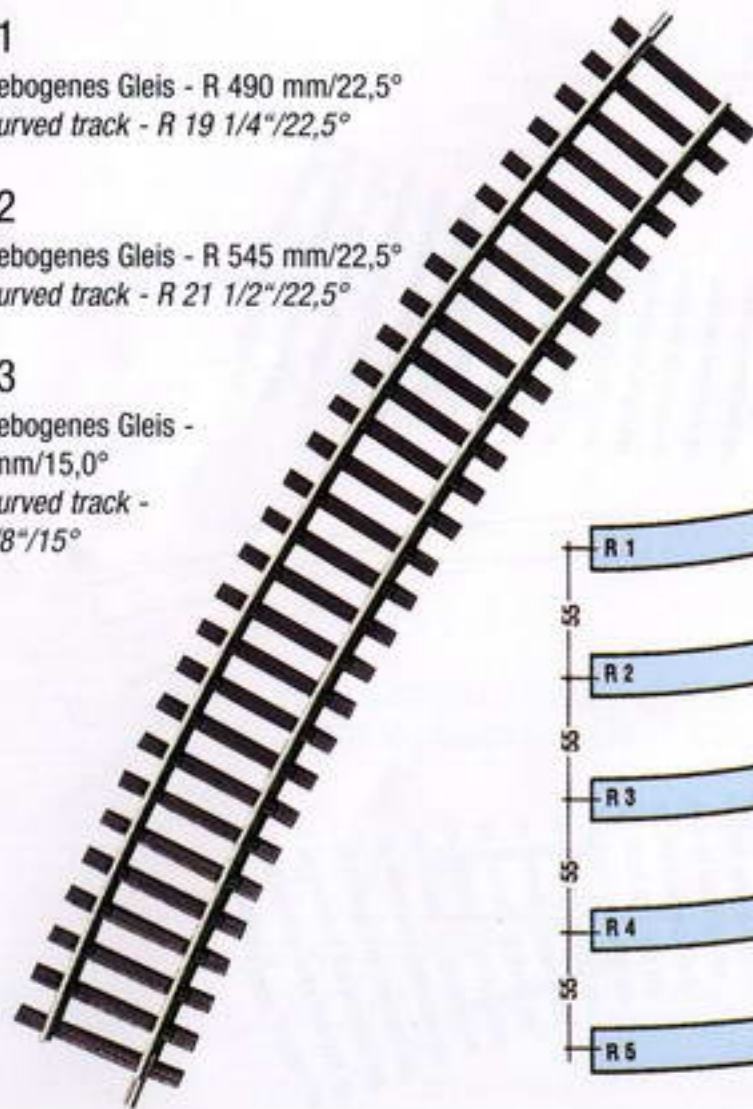 1
ebogenes Gleis - R 490 mm/22,5°
urved track - R 19 1/4“/22,5°
2
ebogenes Gleis - R 545 mm/22,5°
urved track - R 21 1/2“/22,5°
3
ebogenes Gleis -
mm/15,0°
urved track -
/8“/15°
R 1
55
R 2
55
R 3
55
R 4
55
R 5